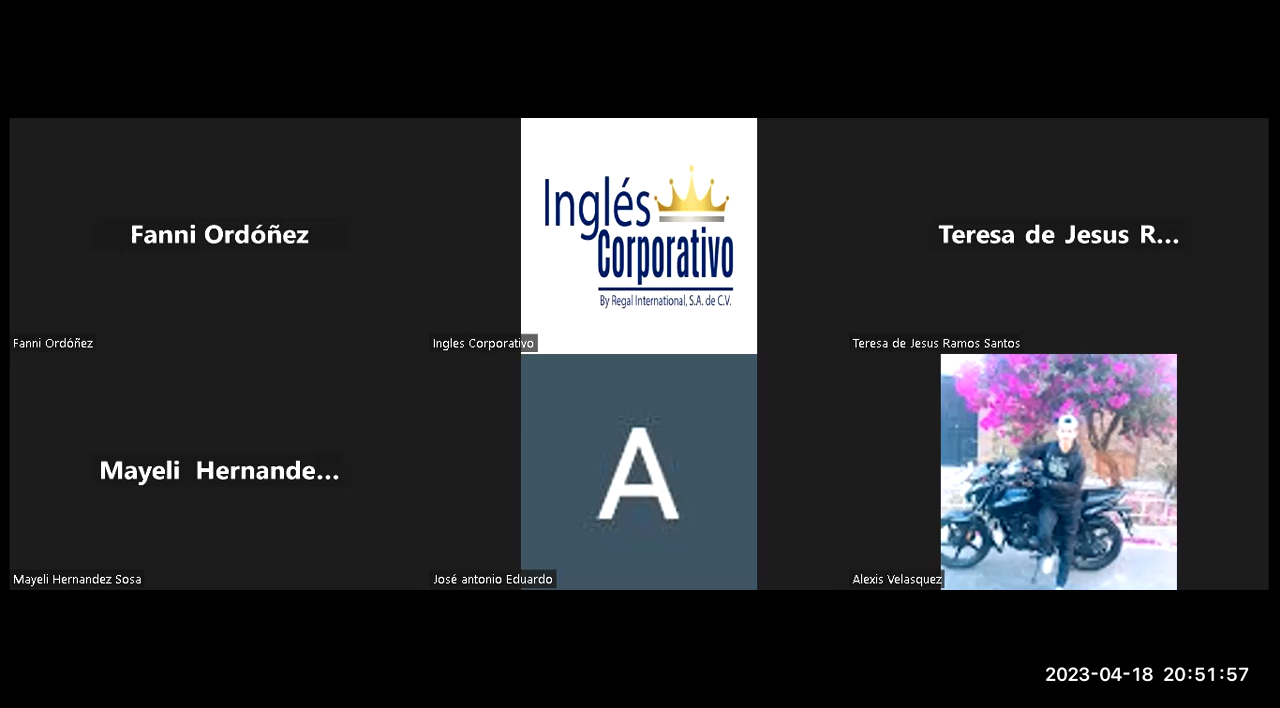 Fanni Ordóñez
Fanni Ordóñez
Inglés
Corporativo
By Regal International, S.A. de C.V.
Ingles Corporativo
Teresa de Jesus R...
Teresa de Jesus Ramos Santos
Mayeli Hernande...
Mayeli Hernandez Sosa
A
José antonio Eduardo
Alexis Velasquez
2023-04-18 20:51:57